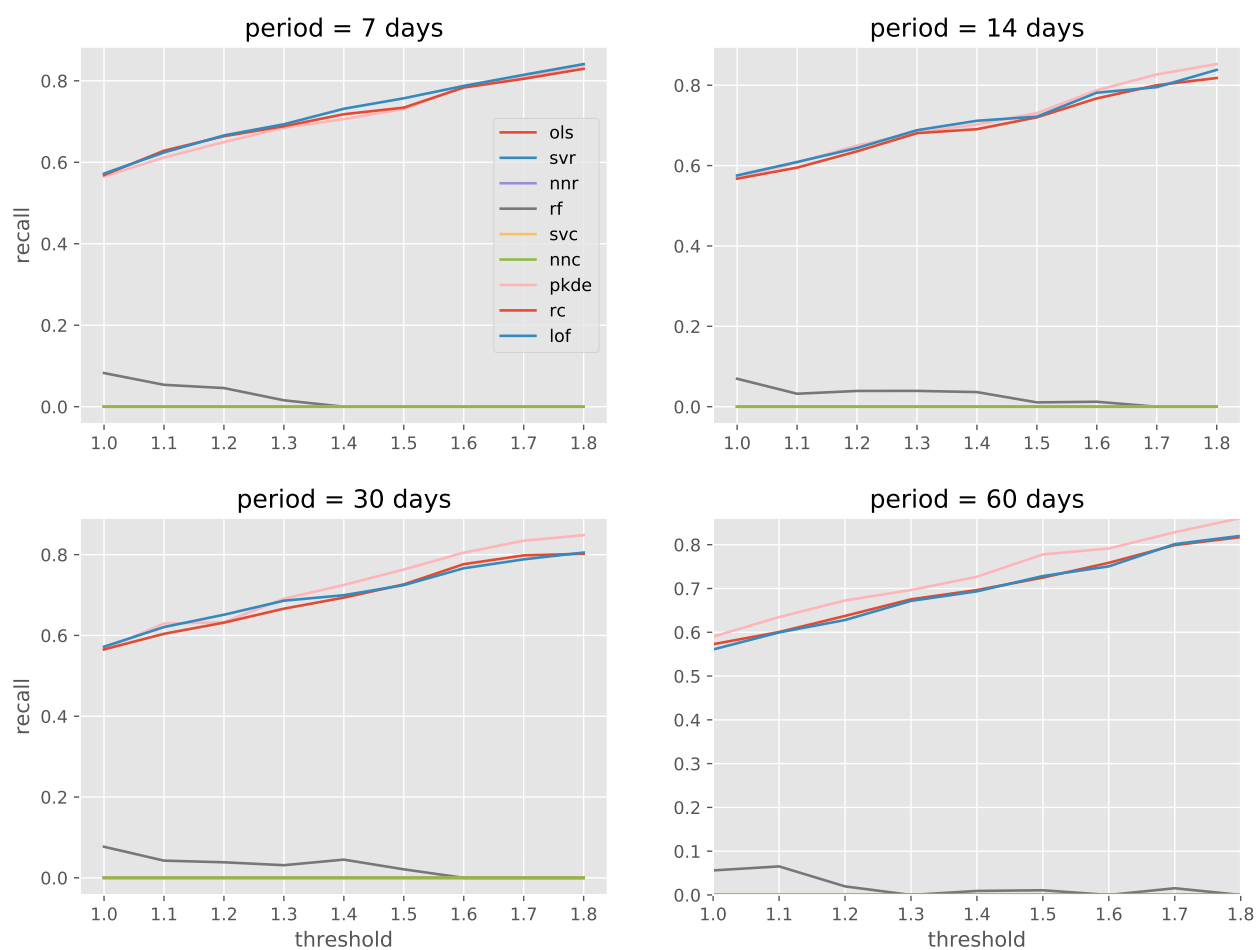 period = 7 days
recall
0.8
0.6
0.4
0.2
0.0
1.0 1.1 1.2 1.3 1.4 1.5 1.6 1.7 1.8
ols
svr
nnr
rf
svc
nnc
pkde
rc
lof
period = 14 days
0.8
0.6
0.4
0.2
0.0
1.0 1.1 1.2 1.3 1.4 1.5 1.6 1.7 1.8
period = 30 days
recall
0.8
0.6
0.4
0.2
0.0
1.0 1.1 1.2 1.3 1.4 1.5 1.6 1.7 1.8
threshold
period = 60 days
0.8
0.7
0.6
0.5
0.4
0.3
0.2
0.1
0.0
1.0 1.1 1.2 1.3 1.4 1.5 1.6 1.7 1.8
threshold